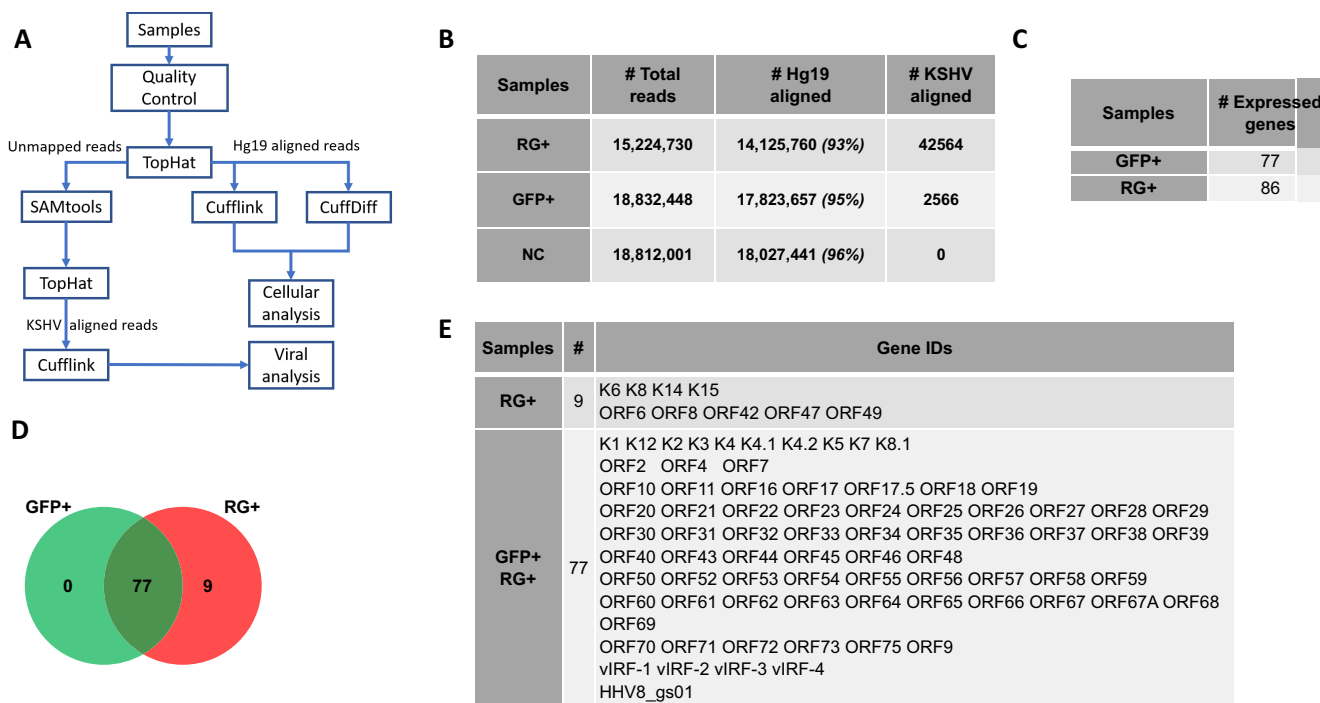 A
Samples
Quality
Control
Unmapped reads
Hg19 aligned reads
TopHat
SAMtools
Cufflink
CuffDiff
TopHat
Cellular
analysis
KSHV aligned reads
Cufflink
Viral
analysis
B
Samples # Total reads # Hg19 aligned # KSHV aligned
RG+ 15,224,730 14,125,760 (93%) 42564
GFP+ 18,832,448 17,823,657 (95%) 2566
NC 18,812,001 18,027,441 (96%) 0
C
Samples # Expressed genes
GFP+ 77
RG+ 86
D
GFP+ RG+
0 77 9
E
Samples # Gene IDs
RG+ 9
K6 K8 K14 K15
ORF6 ORF8 ORF42 ORF47 ORF49
GFP+
RG+
77
K1 K12 K2 K3 K4 K4.1 K4.2 K5 K7 K8.1
ORF2 ORF4 ORF7
ORF10 ORF11 ORF16 ORF17 ORF17.5 ORF18 ORF19
ORF20 ORF21 ORF22 ORF23 ORF24 ORF25 ORF26 ORF27 ORF28 ORF29
ORF30 ORF31 ORF32 ORF33 ORF34 ORF35 ORF36 ORF37 ORF38 ORF39
ORF40 ORF43 ORF44 ORF45 ORF46 ORF48
ORF50 ORF52 ORF53 ORF54 ORF55 ORF56 ORF57 ORF58 ORF59
ORF60 ORF61 ORF62 ORF63 ORF64 ORF65 ORF66 ORF67 ORF67A ORF68
ORF69
ORF70 ORF71 ORF72 ORF73 ORF75 ORF9
vIRF-1 vIRF-2 vIRF-3 vIRF-4
HHV8_gs01